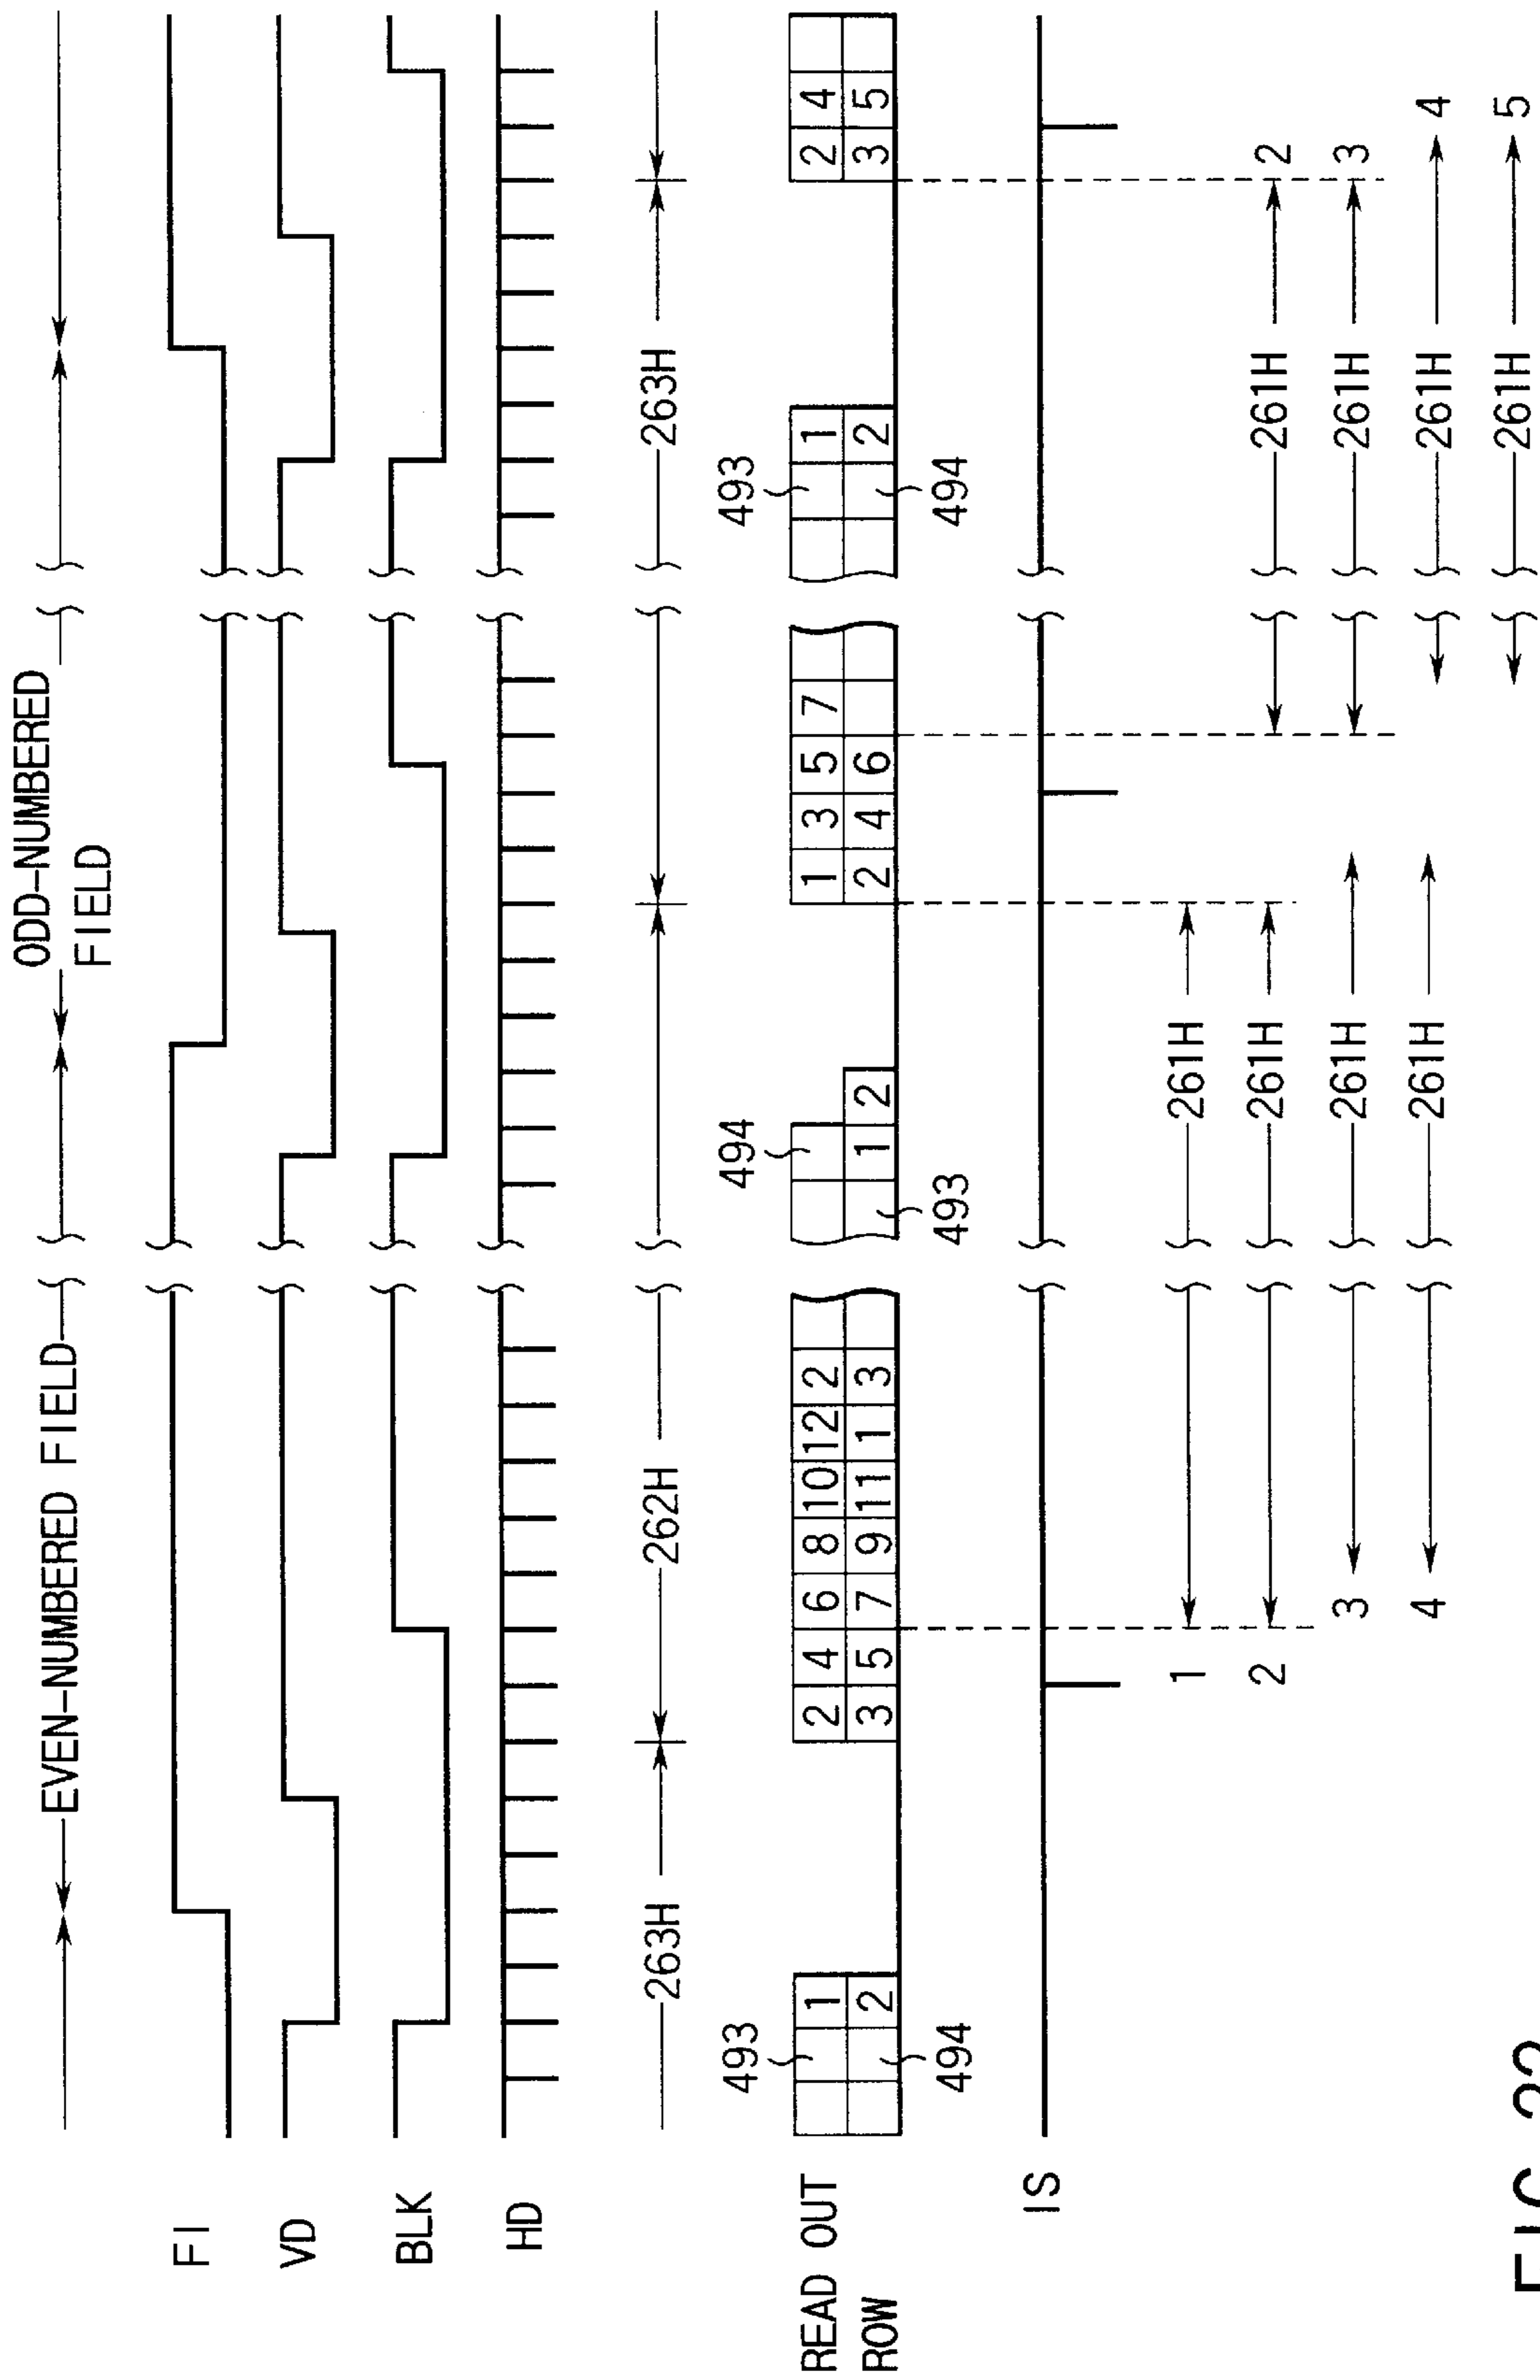 ODD-NUMBERED
EVEN-NUMBERED FIELD FIELD
FI
VD
BLK
HD
263H 262H 263H
493 494 493
READ OUT 1 2 4 6 8 10 12 2 1 3 5 7 1 2 4
ROW 2 3 5 7 9 11 1 3 1 2 2 4 6 2 3 5
494 493 494
IS
1 261H
2 261H 261H 2
3 261H 261H 3
4 261H 261H 4
261H 5